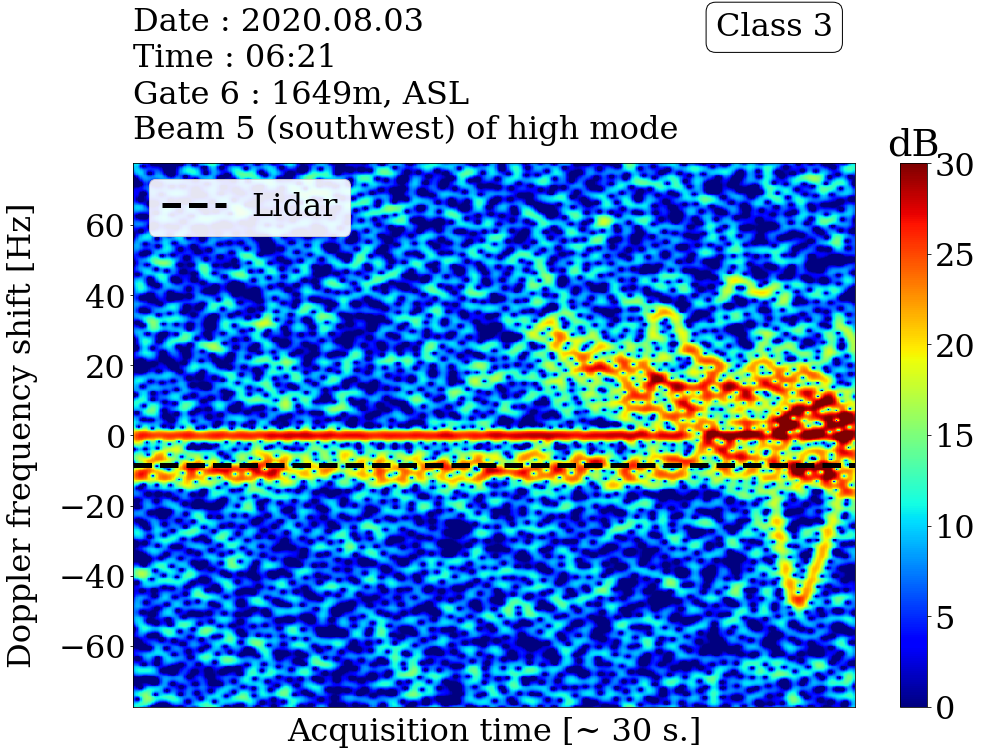 Date : 2020.08.03
Time : 06:21
Gate 6 : 1649m, ASL
Beam 5 (southwest) of high mode
Class 3
dB
Lidar
Doppler frequency shift [Hz]
60
40
20
0
−20
−40
−60
30
25
20
15
10
5
0
Acquisition time [~ 30 s.]